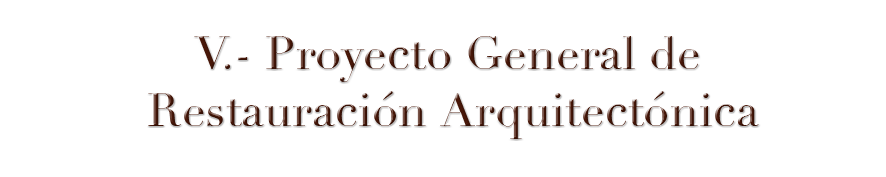 V.- Proyecto General de
Restauración Arquitectónica